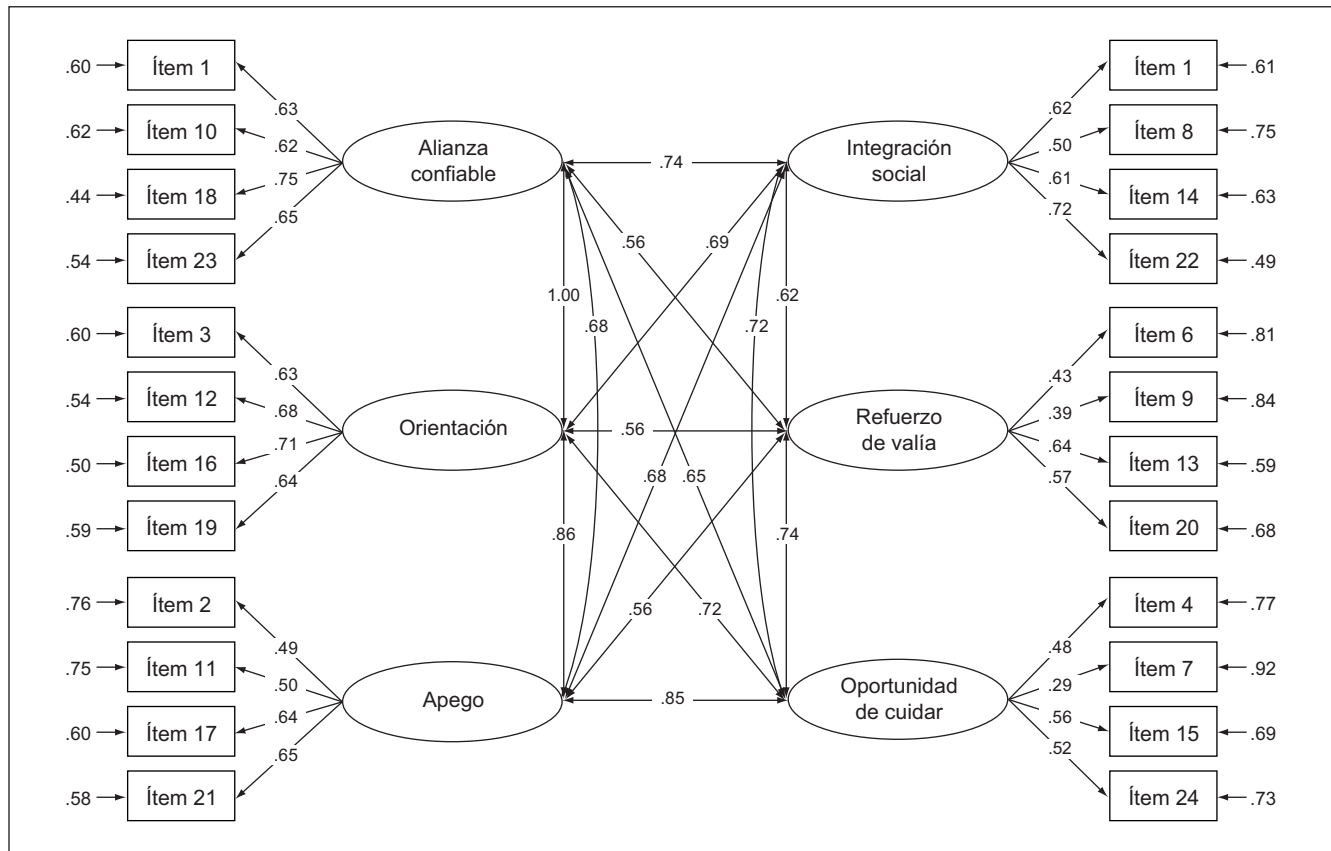 .60
Ítem 1
.63
.62
Ítem 10
.62
.44
Ítem 18
.75
.54
Ítem 23
.65
Alianza
confiable
.60
Ítem 3
.63
.54
Ítem 12
.68
.50
Ítem 16
.71
.59
Ítem 19
.64
Orientación
.76
Ítem 2
.49
.75
Ítem 11
.50
.60
Ítem 17
.64
.58
Ítem 21
.65
Apego
.74
.56
.69
1.00
.68
.72
.62
.56
.68
.65
.86
.74
.56
.72
.85
Integración
social
.62
Ítem 1
.61
.50
Ítem 8
.75
.61
Ítem 14
.63
.72
Ítem 22
.49
Refuerzo
de valía
.43
Ítem 6
.81
.39
Ítem 9
.84
.64
Ítem 13
.59
.57
Ítem 20
.68
Oportunidad
de cuidar
.48
Ítem 4
.77
.29
Ítem 7
.92
.56
Ítem 15
.69
.52
Ítem 24
.73